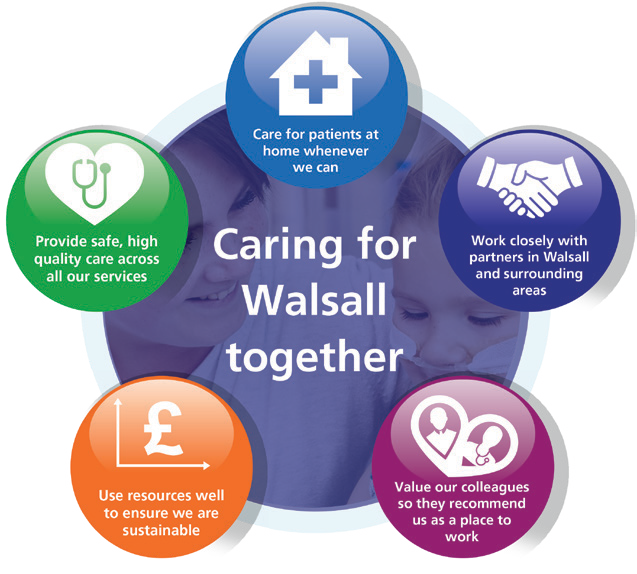 Care for patients at
home whenever
we can
Provide safe, high
quality care across
all our services
Work closely with
partners in Walsall
and surrounding
areas
Caring for
Walsall
together
£
Use resources well
to ensure we are
sustainable
Value our colleagues
so they recommend
us as a place to
work